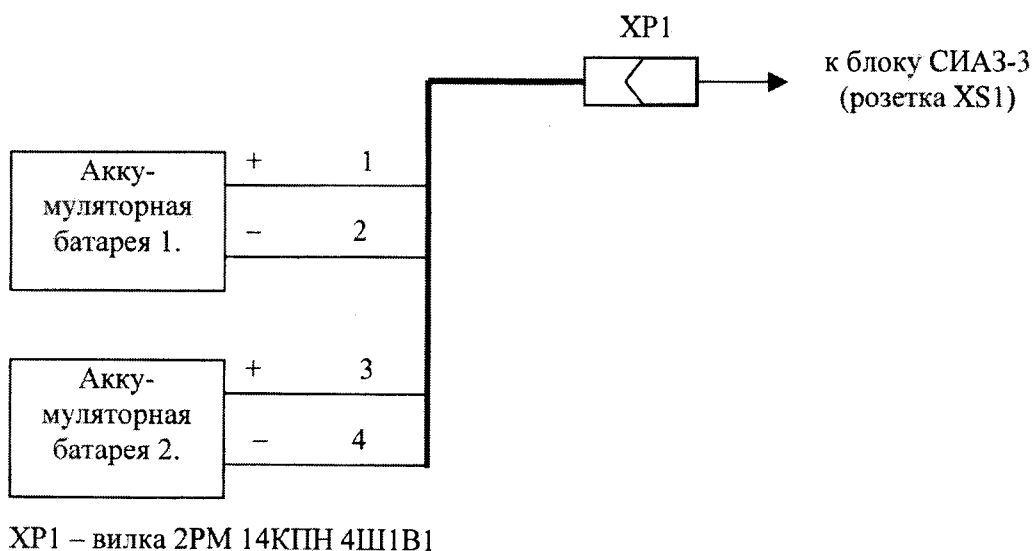 XP1
к блоку СИАЗ-3
(розетка XS1)
Акку-
муляторная
батарея 1.
+ 1
– 2
Акку-
муляторная
батарея 2.
+ 3
– 4
XP1 – вилка 2РМ 14КПН 4Ш1В1